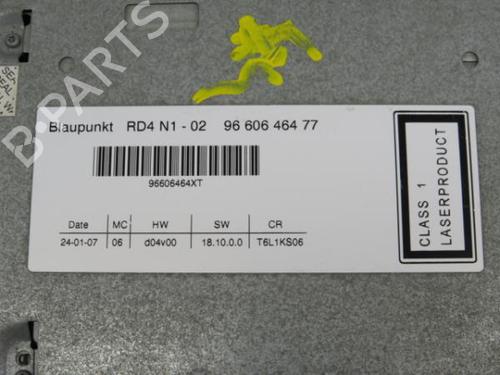 Blaupunkt RD4 N1 - 02 96 606 464 77
96606464XT
Date MC HW SW CR
24-01-07 06 d04v00 18.10.0.0 T6L1KS06
CLASS 1
LASERPRODUCT
B-PARTS